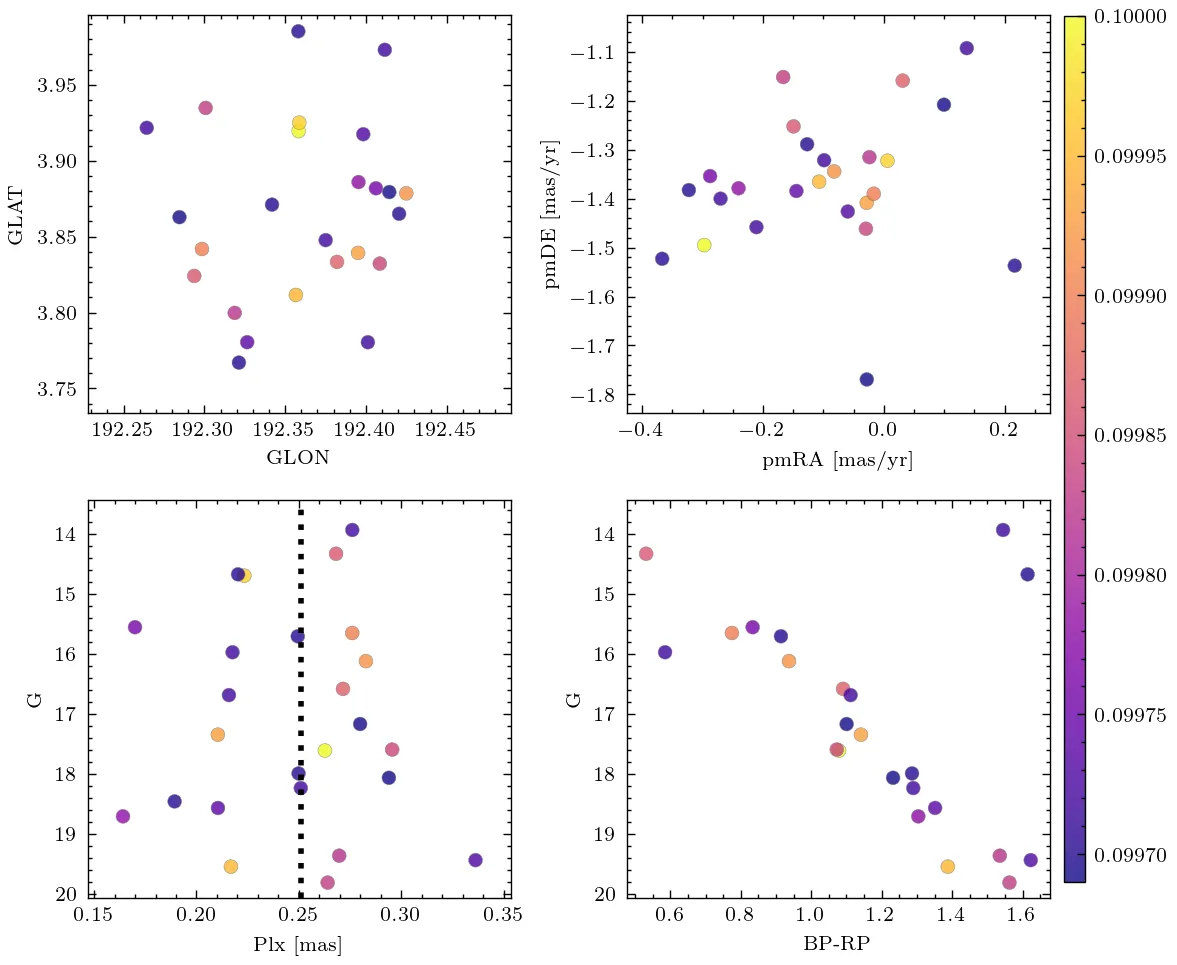 3.95
3.90
3.85
3.80
3.75
GLAT
192.25 192.30 192.35 192.40 192.45
GLON
−1.1
−1.2
−1.3
−1.4
−1.5
−1.6
−1.7
−1.8
pmDE [mas/yr]
−0.4 −0.2 0.0 0.2
pmRA [mas/yr]
0.10000
0.09995
0.09990
0.09985
0.09980
0.09975
0.09970
14
15
16
17
18
19
20
G
0.15 0.20 0.25 0.30 0.35
Plx [mas]
14
15
16
17
18
19
20
G
0.6 0.8 1.0 1.2 1.4 1.6
BP-RP